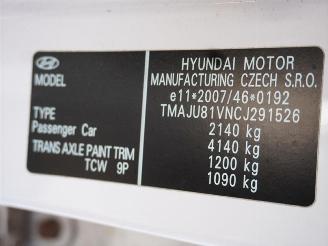 HYUNDAI MOTOR
MANUFACTURING CZECH S.R.O.
MODEL
e11*2007/46*0192
TMAJU81VNCJ291526
TYPE
2140 kg
Passenger Car
4140 kg
TRANS AXLE PAINT TRIM
1200 kg
TCW 9P
1090 kg